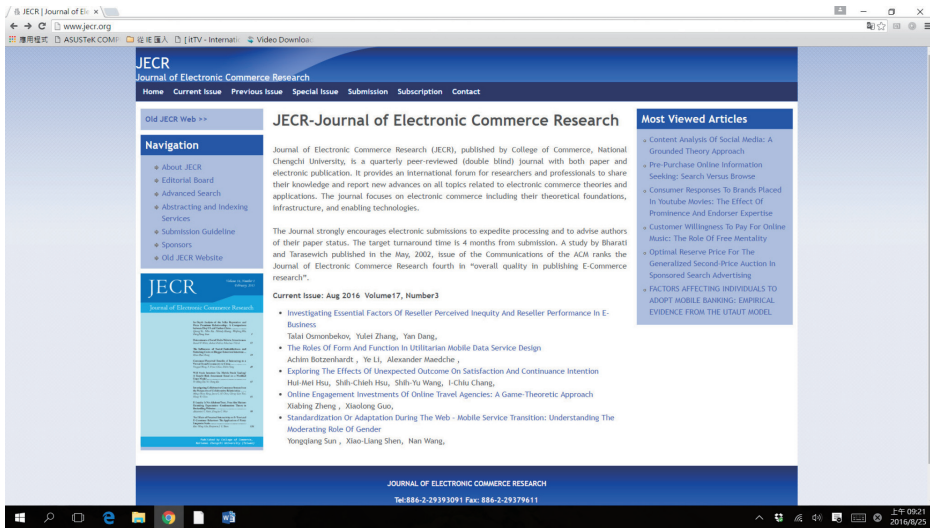 JECR | Journal of Ele
www.jecr.org
應用程式
ASUSTeK COMP
從 IE 匯入
[ itTV - Internatio
Video Downloac
JECR
Journal of Electronic Commerce Research
Home Current Issue Previous Issue Special Issue Submission Subscription Contact
Old JECR Web >>
Navigation
About JECR
Editorial Board
Advanced Search
Abstracting and Indexing
Services
Submission Guideline
Sponsors
Old JECR Website
JECR
Journal of Electronic Commerce Research
JECR-Journal of Electronic Commerce Research
Journal of Electronic Commerce Research (JECR), published by College of Commerce, National
Chengchi University, is a quarterly peer-reviewed (double blind) journal with both paper and
electronic publication. It provides an international forum for researchers and professionals to share
their knowledge and report new advances on all topics related to electronic commerce theories and
applications. The journal focuses on electronic commerce including their theoretical foundations,
infrastructure, and enabling technologies.
The Journal strongly encourages electronic submissions to expedite processing and to advise authors
of their paper status. The target turnaround time is 4 months from submission. A study by Bharati
and Tarasewich published in the May, 2002, issue of the Communications of the ACM ranks the
Journal of Electronic Commerce Research fourth in "overall quality in publishing E-Commerce
research".
Current Issue: Aug 2016 Volume17, Number3
Investigating Essential Factors Of Reseller Perceived Inequity And Reseller Performance In E-
Business
Talai Osmonbekov, Yulei Zhang, Yan Dang,
The Roles Of Form And Function In Utilitarian Mobile Data Service Design
Achim Botzenhardt , Ye Li, Alexander Maedche ,
Exploring The Effects Of Unexpected Outcome On Satisfaction And Continuance Intention
Hui-Mei Hsu, Shih-Chieh Hsu, Shih-Yu Wang, I-Chiu Chang,
Online Engagement Investments Of Online Travel Agencies: A Game-Theoretic Approach
Xiabing Zheng , Xiaolong Guo,
Standardization Or Adaptation During The Web – Mobile Service Transition: Understanding The
Moderating Role Of Gender
Yongqiang Sun , Xiao-Liang Shen, Nan Wang,
Most Viewed Articles
Content Analysis Of Social Media: A
Grounded Theory Approach
Pre-Purchase Online Information
Seeking: Search Versus Browse
Consumer Responses To Brands Placed
In Youtube Movies: The Effect Of
Prominence And Endorser Expertise
Customer Willingness To Pay For Online
Music: The Role Of Free Mentality
Optimal Reserve Price For The
Generalized Second-Price Auction In
Sponsored Search Advertising
FACTORS AFFECTING INDIVIDUALS TO
ADOPT MOBILE BANKING: EMPIRICAL
EVIDENCE FROM THE UTAUT MODEL
JOURNAL OF ELECTRONIC COMMERCE RESEARCH
Tel:886-2-29393091 Fax: 886-2-29379611
上午 09:21
2016/8/25